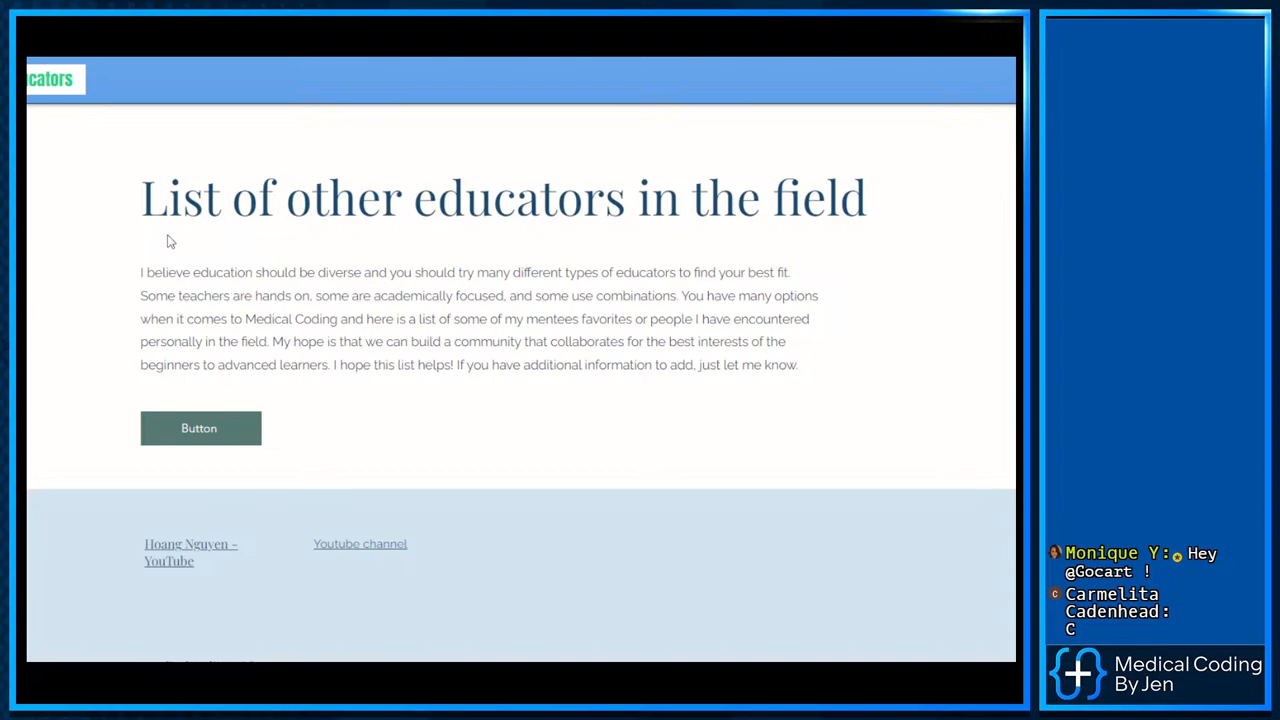 cators
List of other educators in the field
I believe education should be diverse and you should try many different types of educators to find your best fit.
Some teachers are hands on, some are academically focused, and some use combinations. You have many options
when it comes to Medical Coding and here is a list of some of my mentees favorites or people I have encountered
personally in the field. My hope is that we can build a community that collaborates for the best interests of the
beginners to advanced learners. I hope this list helps! If you have additional information to add, just let me know.
Button
Hoang Nguyen -
YouTube
Youtube channel
Monique Y: Hey
@Gocart !
Carmelita
Cadenhead:
C
Medical Coding
By Jen